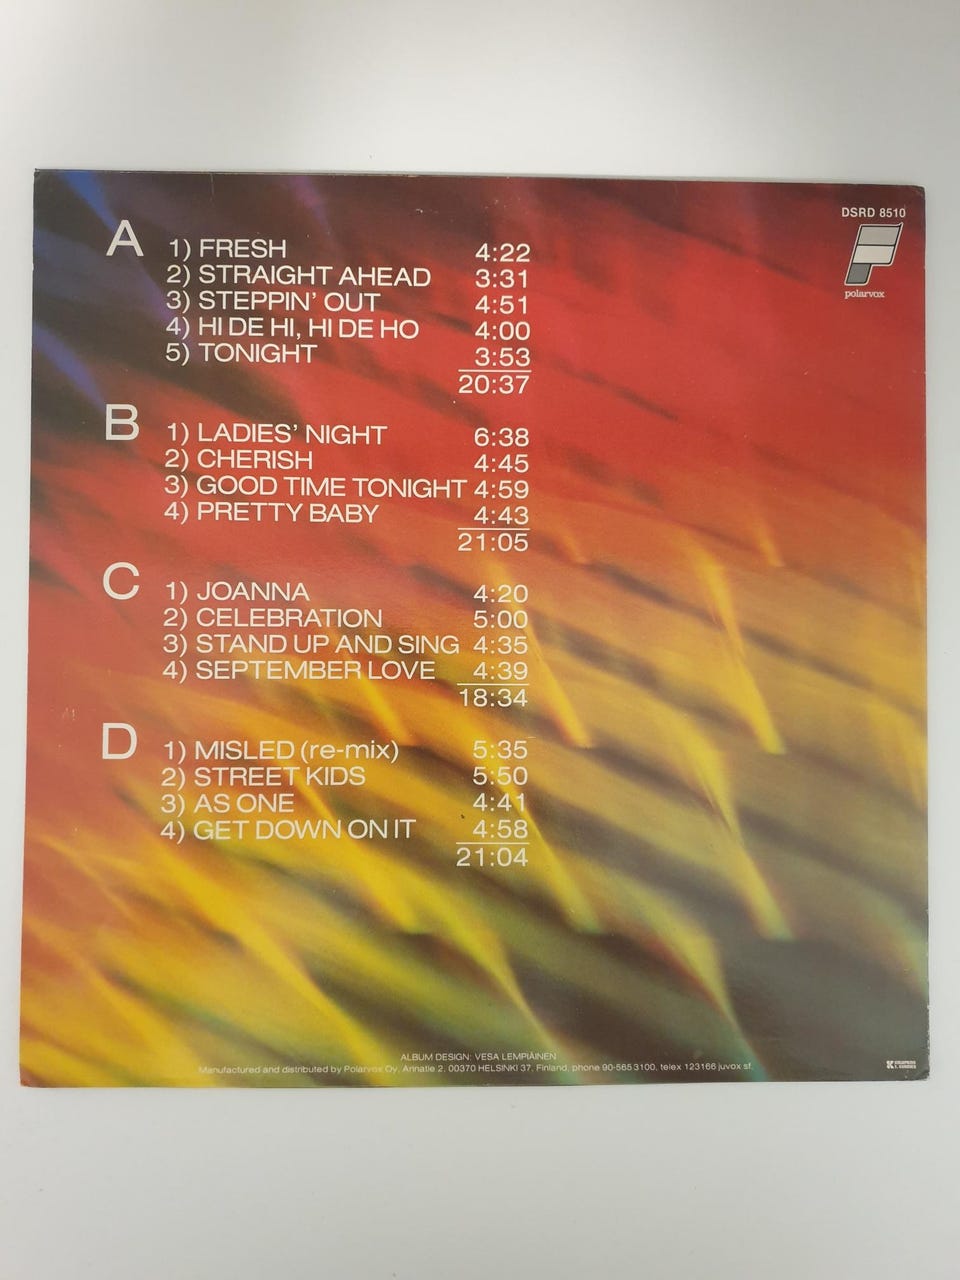 DSRD 8510
polarvox
A
1) FRESH 4:22
2) STRAIGHT AHEAD 3:31
3) STEPPIN' OUT 4:51
4) HI DE HI, HI DE HO 4:00
5) TONIGHT 3:53
20:37
B
1) LADIES' NIGHT 6:38
2) CHERISH 4:45
3) GOOD TIME TONIGHT 4:59
4) PRETTY BABY 4:43
21:05
C
1) JOANNA 4:20
2) CELEBRATION 5:00
3) STAND UP AND SING 4:35
4) SEPTEMBER LOVE 4:39
18:34
D
1) MISLED (re-mix) 5:35
2) STREET KIDS 5:50
3) AS ONE 4:41
4) GET DOWN ON IT 4:58
21:04
ALBUM DESIGN: VESA LEMPIÄINEN
Manufactured and distributed by Polarvox Oy, Arinatie 2, 00370 HELSINKI 37, Finland, phone 90-565 3100, telex 123166 juvox sf.